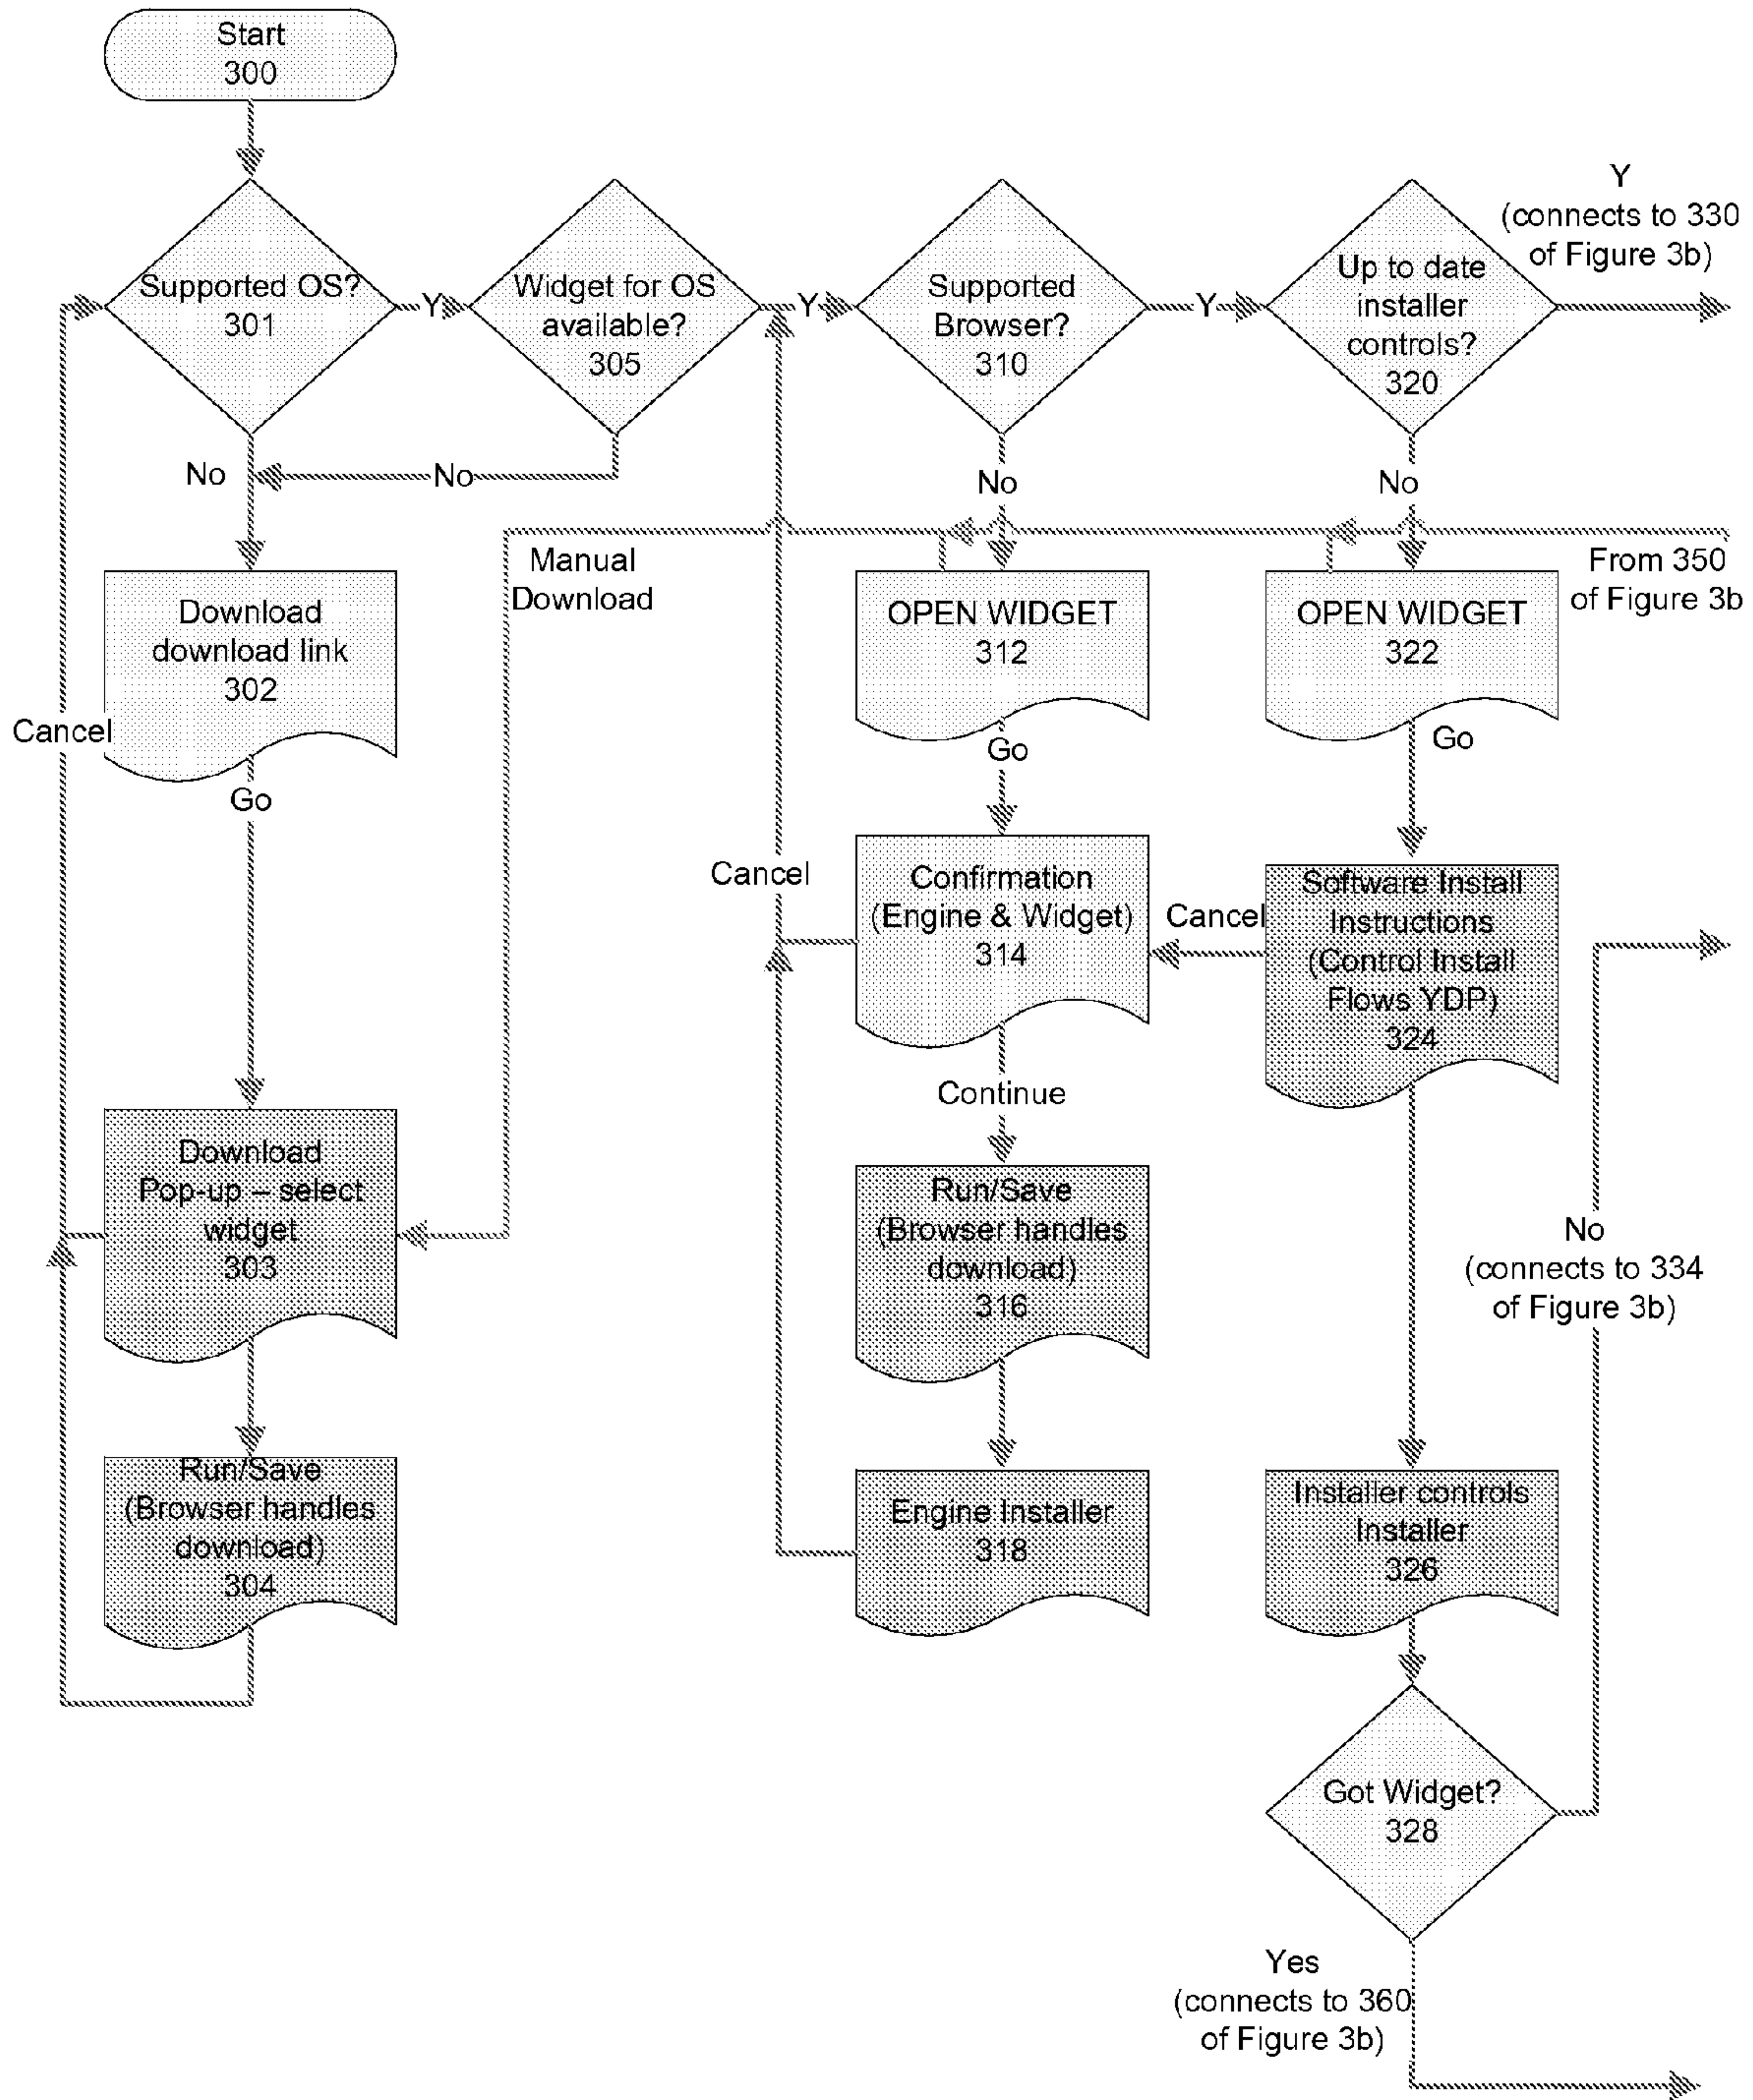 Start
300
Supported OS?
301
Y
Widget for OS
available?
305
Y
Supported
Browser?
310
Y
Up to date
installer
controls?
320
Y
(connects to 330
of Figure 3b)
No
No
No
No
Manual
Download
From 350
of Figure 3b
Download
download link
302
OPEN WIDGET
312
OPEN WIDGET
322
Cancel
Go
Go
Go
Cancel
Confirmation
(Engine & Widget)
314
Cancel
Software Install
Instructions
(Control Install
Flows YDP)
324
Continue
Download
Pop-up – select
widget
303
Run/Save
(Browser handles
download)
316
No
(connects to 334
of Figure 3b)
Run/Save
(Browser handles
download)
304
Engine Installer
318
Installer controls
Installer
326
Got Widget?
328
Yes
(connects to 360
of Figure 3b)